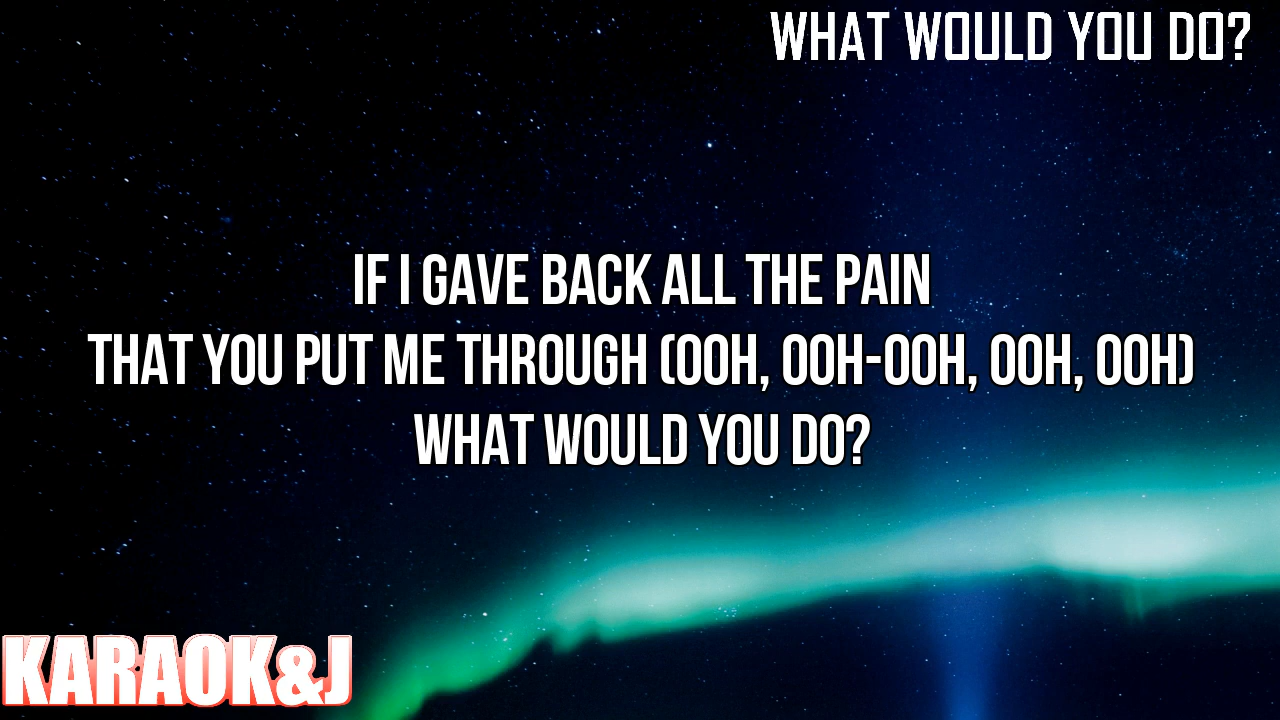 WHAT WOULD YOU DO?
IF I GAVE BACK ALL THE PAIN
THAT YOU PUT ME THROUGH (OOH, OOH-OOH, OOH, OOH)
WHAT WOULD YOU DO?
KARAOK&J